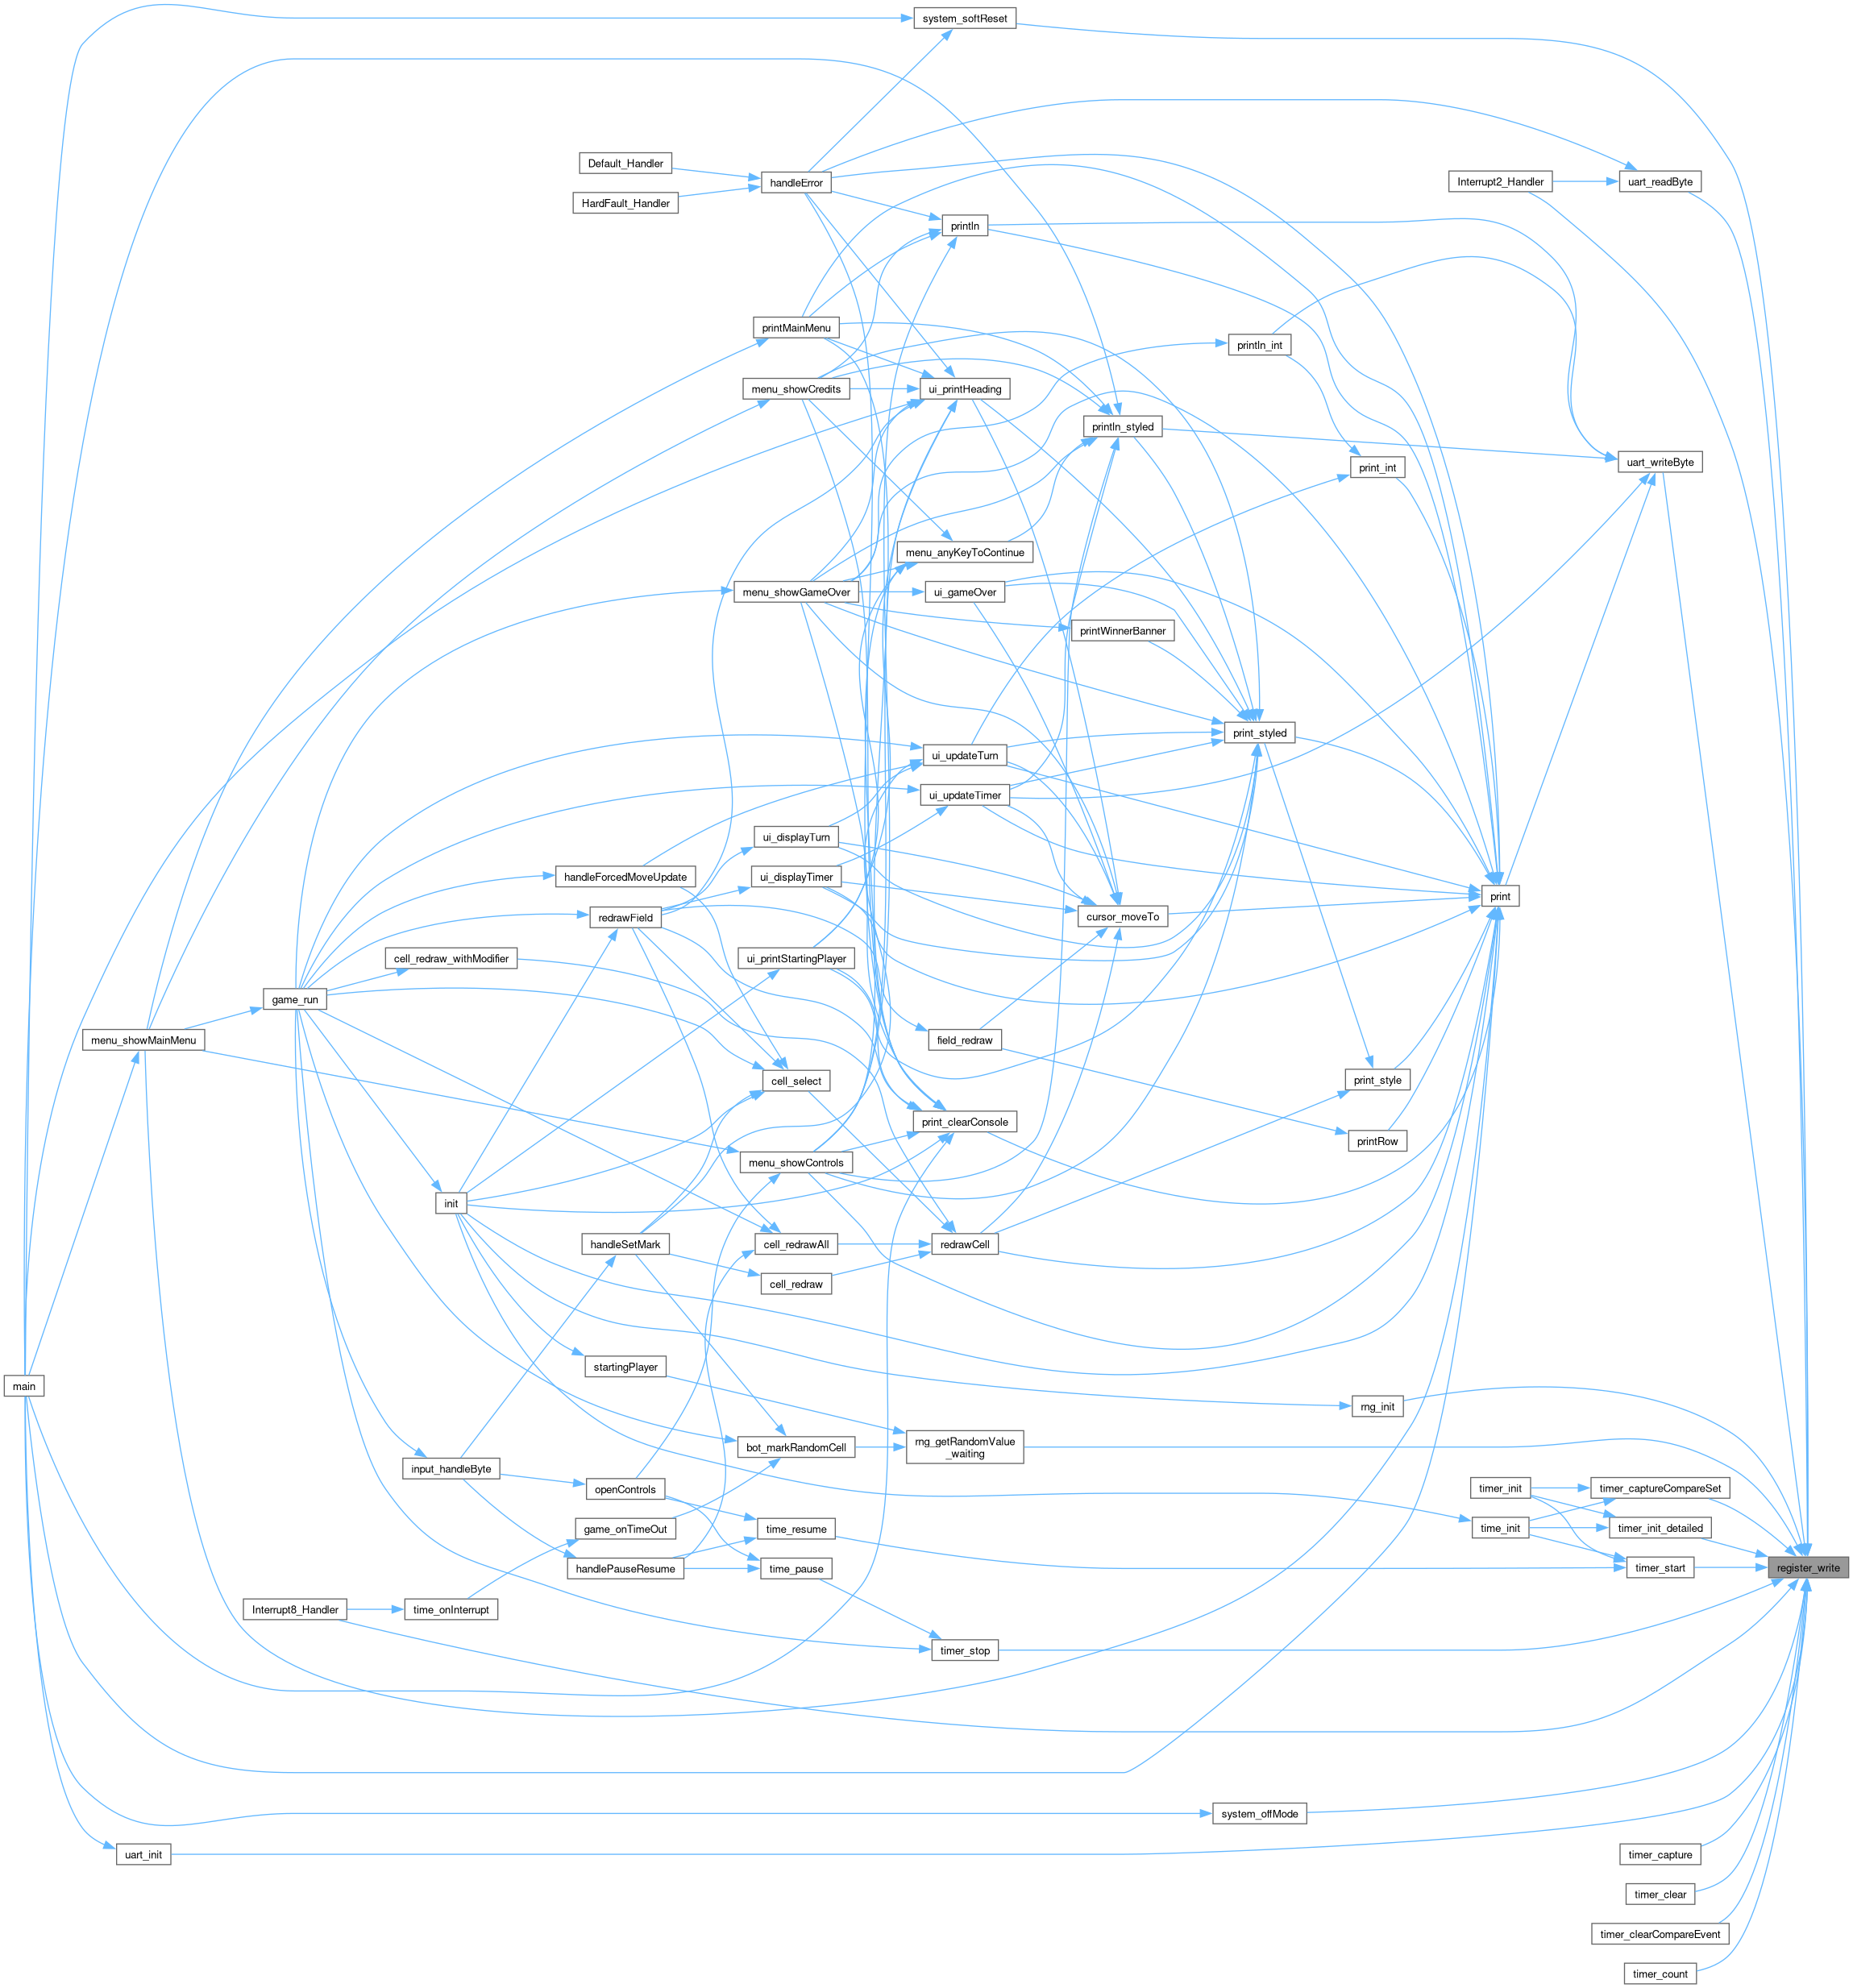 system_softReset
Default_Handler
handleError
Interrupt2_Handler
uart_readByte
HardFault_Handler
println
printMainMenu
println_int
menu_showCredits
ui_printHeading
println_styled
print_int
uart_writeByte
menu_anyKeyToContinue
menu_showGameOver
ui_gameOver
printWinnerBanner
print_styled
ui_updateTurn
ui_updateTimer
ui_displayTurn
handleForcedMoveUpdate
ui_displayTimer
print
redrawField
cursor_moveTo
cell_redraw_withModifier
ui_printStartingPlayer
game_run
menu_showMainMenu
field_redraw
cell_select
print_style
print_clearConsole
printRow
menu_showControls
init
handleSetMark
cell_redrawAll
redrawCell
cell_redraw
startingPlayer
main
rng_init
bot_markRandomCell
rng_getRandomValue
_waiting
input_handleByte
openControls
timer_init
timer_captureCompareSet
game_onTimeOut
time_resume
time_init
timer_init_detailed
handlePauseResume
time_pause
timer_start
register_write
Interrupt8_Handler
time_onInterrupt
timer_stop
system_offMode
uart_init
timer_capture
timer_clear
timer_clearCompareEvent
timer_count